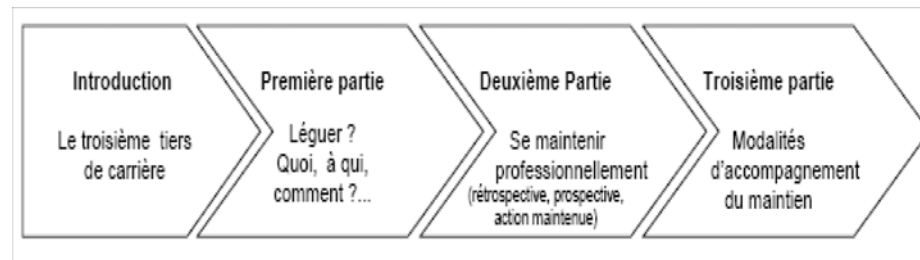 Introduction
Le troisième tiers
de carrière
Première partie
Léguer ?
Quoi, à qui,
comment ?...
Deuxième Partie
Se maintenir
professionnellement
(rétrospective, prospective,
action maintenue)
Troisième partie
Modalités
d'accompagnement
du maintien